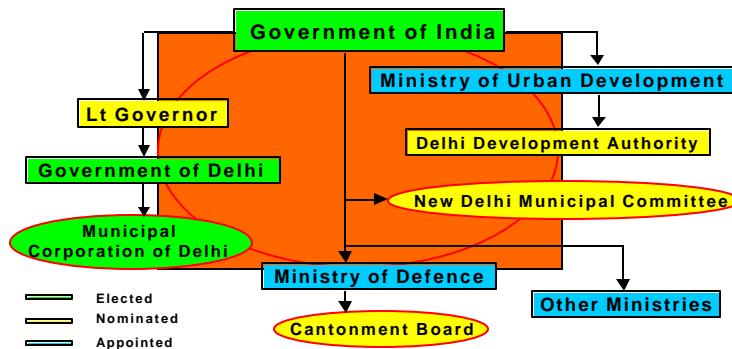 Government of India
Ministry of Urban Development
Lt Governor
Delhi Development Authority
Government of Delhi
New Delhi Municipal Committee
Municipal
Corporation of Delhi
Ministry of Defence
Other Ministries
Cantonment Board
Elected
Nominated
Appointed